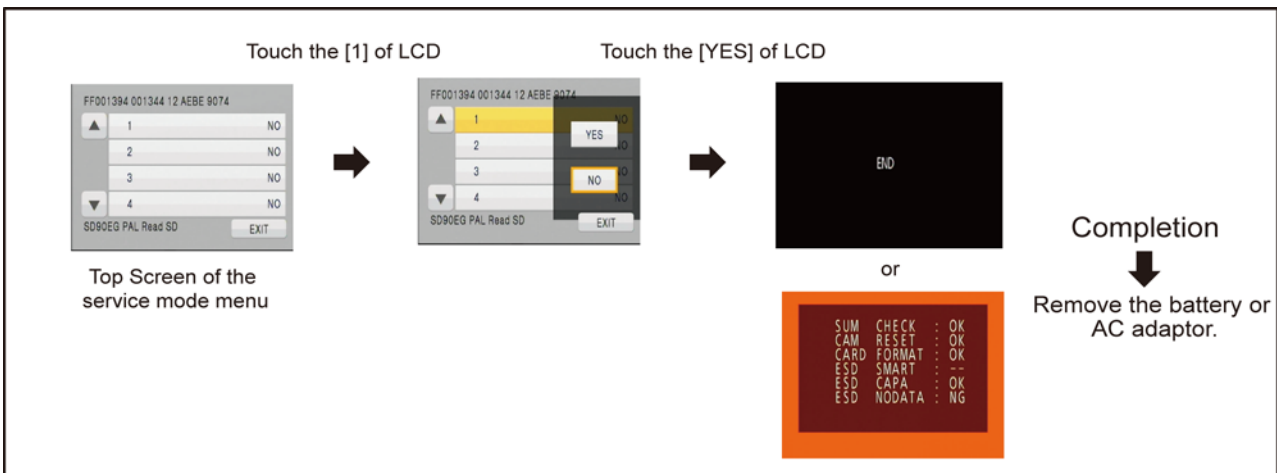 Touch the [1] of LCD
Touch the [YES] of LCD
FF001394 001344 12 AEBE 9074
▲ 1 NO
2 NO
3 NO
▼ 4 NO
SD90EG PAL Read SD EXIT
Top Screen of the
service mode menu
FF001394 001344 12 AEBE 9074
▲ 1 NO
YES
2 NO
3 NO
NO
▼ 4 NO
SD90EG PAL Read SD EXIT
END
or
SUM CHECK : OK
CAM RESET : OK
CARD FORMAT : OK
ESD SMART : --
ESD CAPA : OK
ESD NODATA : NG
Completion
Remove the battery or
AC adaptor.